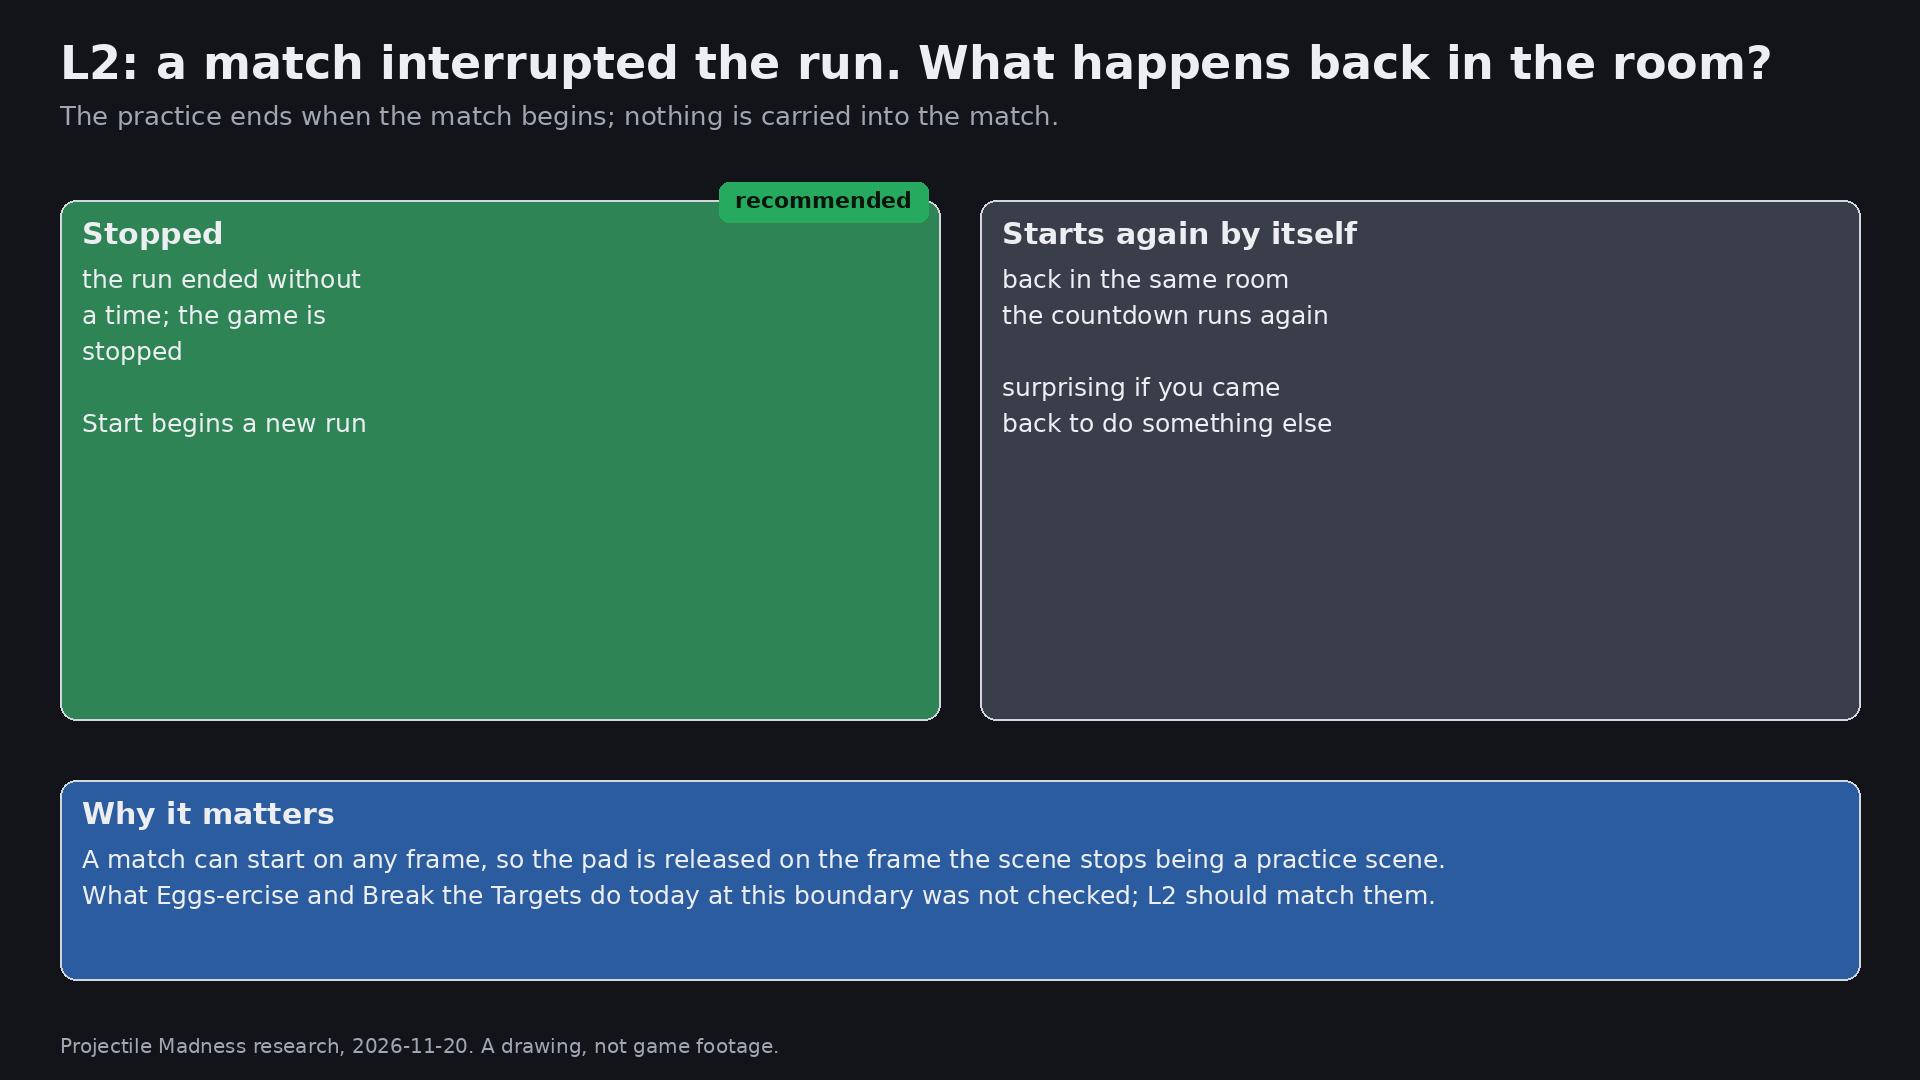 L2: a match interrupted the run. What happens back in the room?
The practice ends when the match begins; nothing is carried into the match.
recommended
Stopped
the run ended without
a time; the game is
stopped
Start begins a new run
Starts again by itself
back in the same room
the countdown runs again
surprising if you came
back to do something else
Why it matters
A match can start on any frame, so the pad is released on the frame the scene stops being a practice scene.
What Eggs-ercise and Break the Targets do today at this boundary was not checked; L2 should match them.
Projectile Madness research, 2026-11-20. A drawing, not game footage.